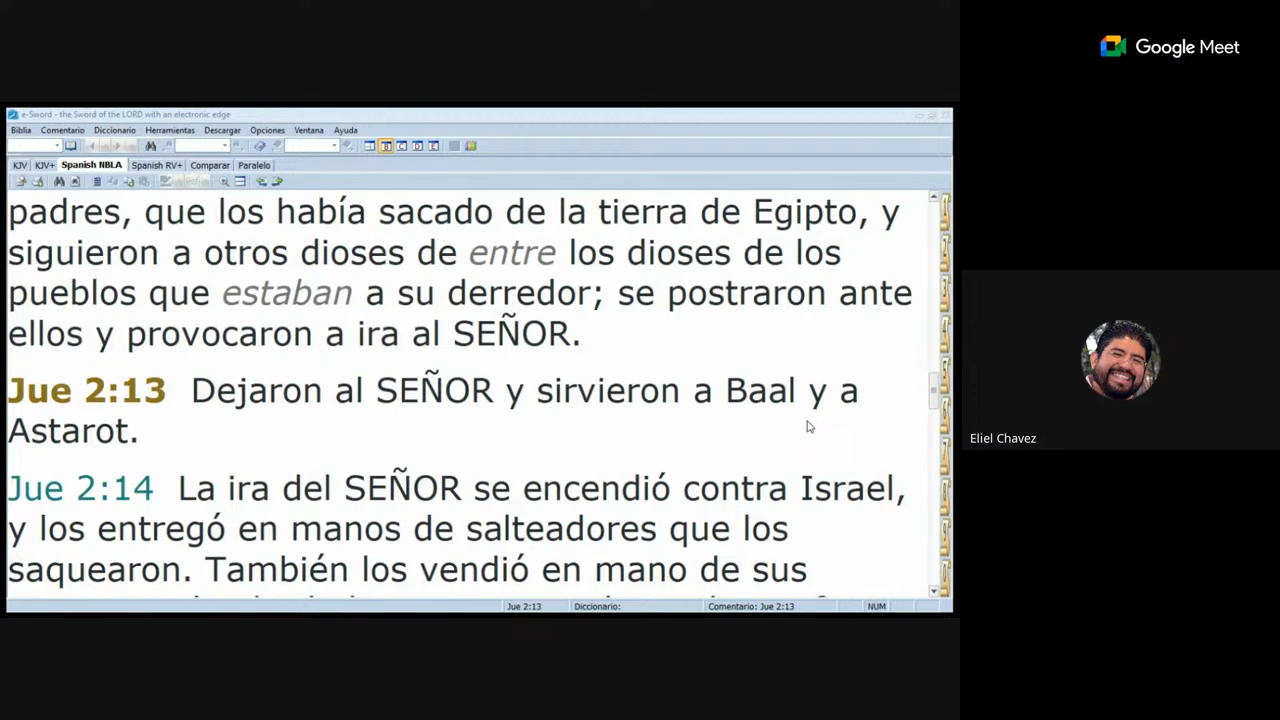 Google Meet
e-Sword - the Sword of the LORD with an electronic edge
Biblia Comentario Diccionario Herramientas Descargar Opciones Ventana Ayuda
KJV KJV+ Spanish NBLA Spanish RV+ Comparar Paralelo
padres, que los había sacado de la tierra de Egipto, y
siguieron a otros dioses de entre los dioses de los
pueblos que estaban a su derredor; se postraron ante
ellos y provocaron a ira al SEÑOR.
Jue 2:13 Dejaron al SEÑOR y sirvieron a Baal y a
Astarot.
Jue 2:14 La ira del SEÑOR se encendió contra Israel,
y los entregó en manos de salteadores que los
saquearon. También los vendió en mano de sus
Jue 2:13 Diccionario: Comentario: Jue 2:13 NUM
Eliel Chavez